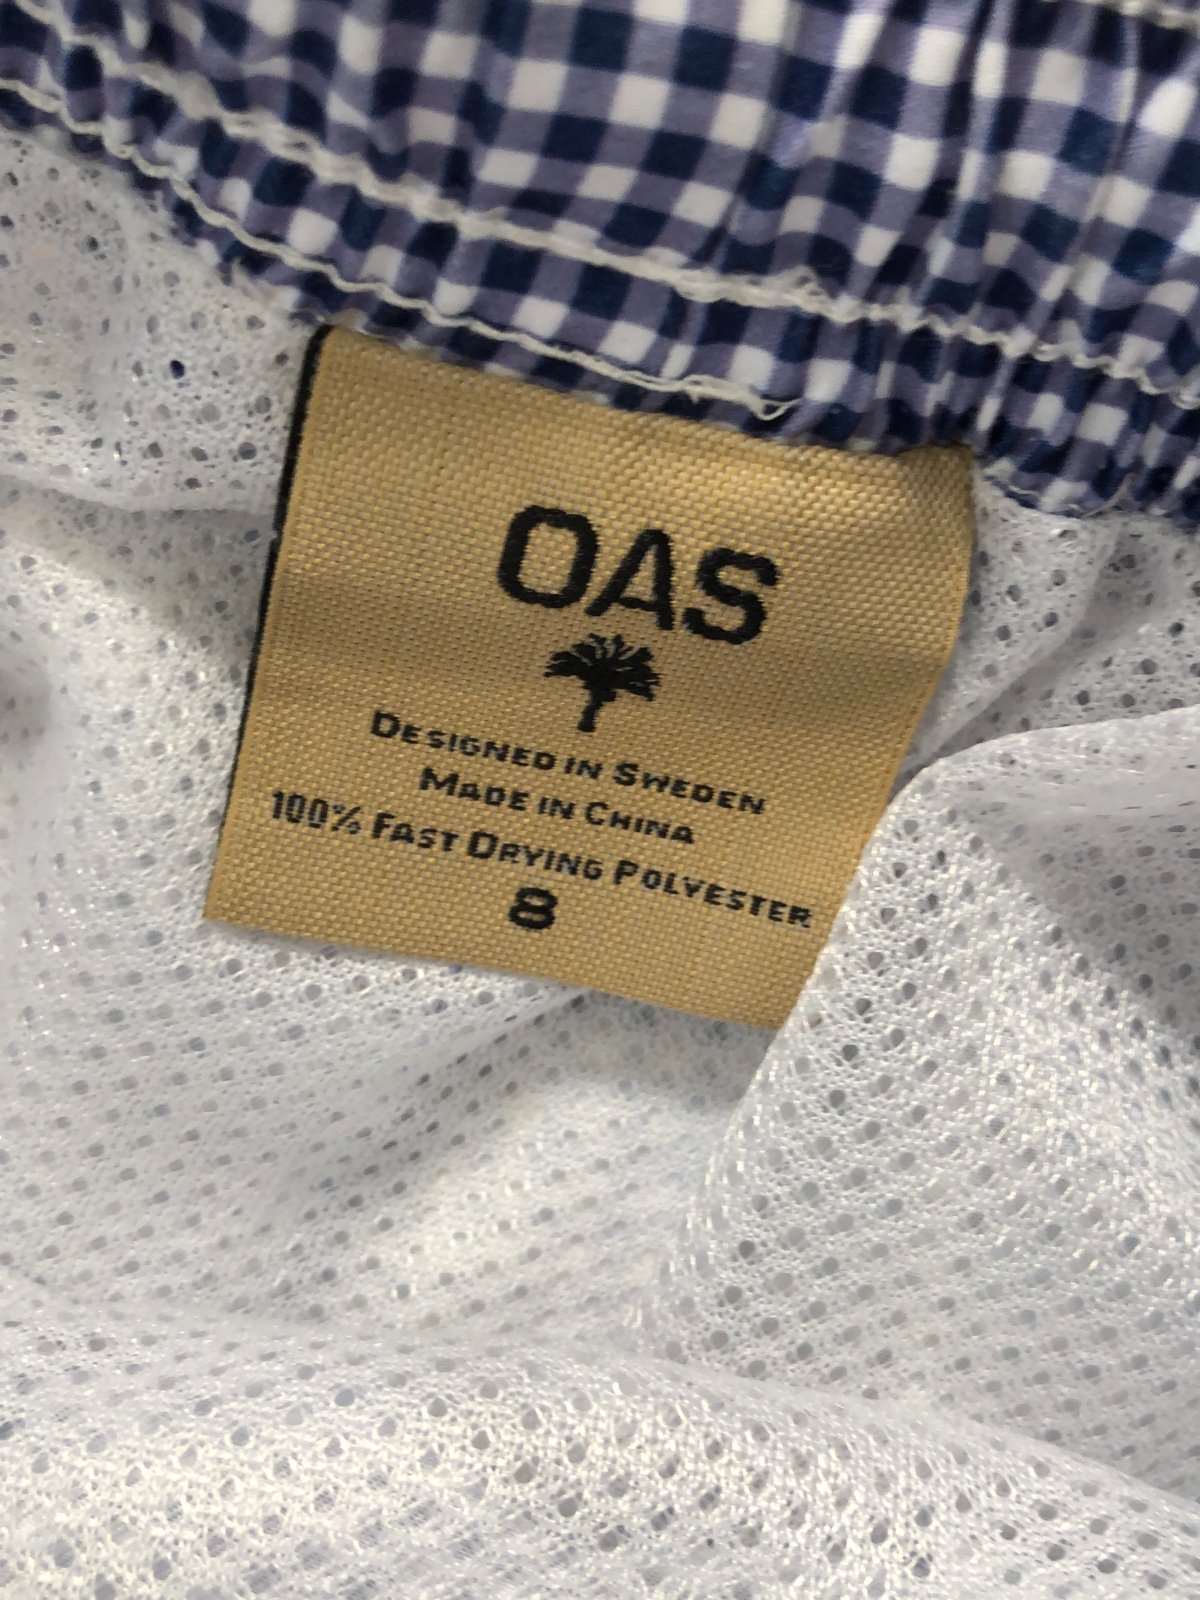 OAS
DESIGNED IN SWEDEN
MADE IN CHINA
100% FAST DRYING POLYESTER
8